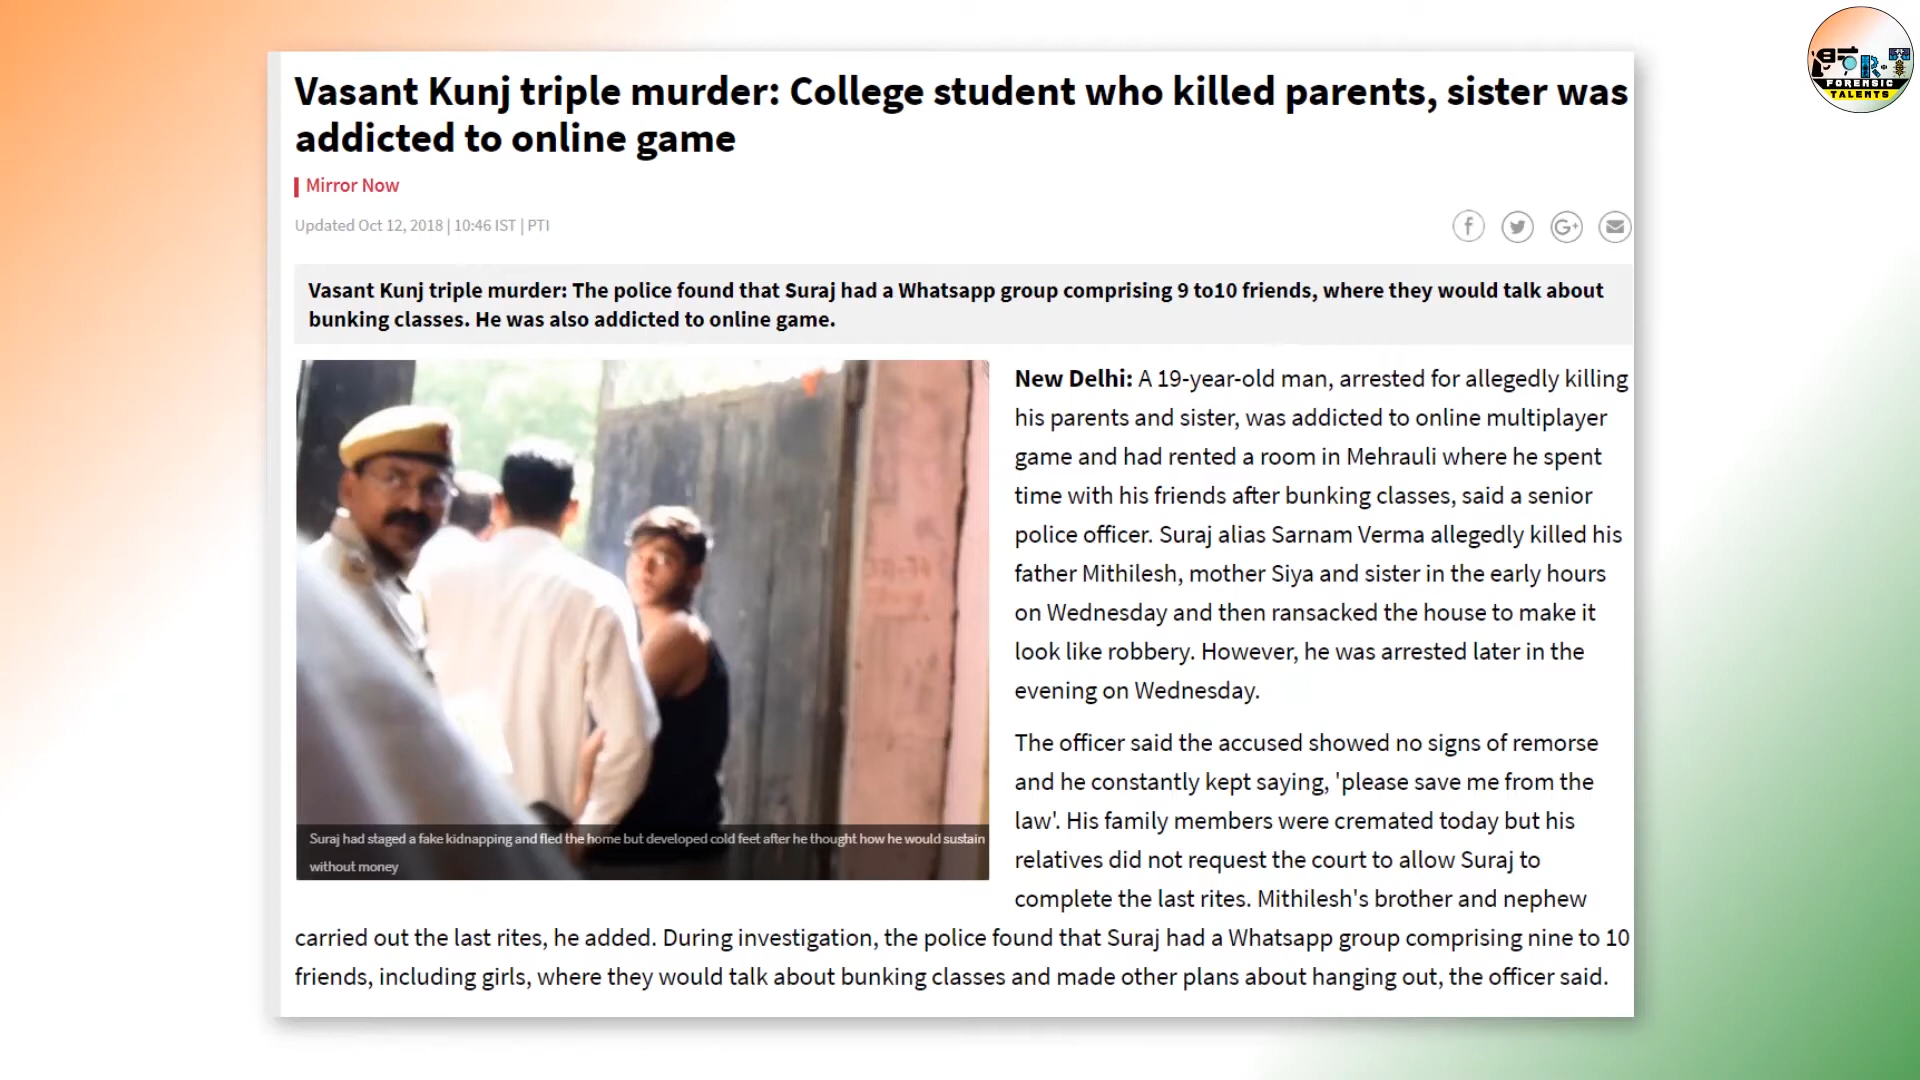 Vasant Kunj triple murder: College student who killed parents, sister was
addicted to online game
Mirror Now
Updated Oct 12, 2018 | 10:46 IST | PTI
Vasant Kunj triple murder: The police found that Suraj had a Whatsapp group comprising 9 to10 friends, where they would talk about
bunking classes. He was also addicted to online game.
New Delhi: A 19-year-old man, arrested for allegedly killing
his parents and sister, was addicted to online multiplayer
game and had rented a room in Mehrauli where he spent
time with his friends after bunking classes, said a senior
police officer. Suraj alias Sarnam Verma allegedly killed his
father Mithilesh, mother Siya and sister in the early hours
on Wednesday and then ransacked the house to make it
look like robbery. However, he was arrested later in the
evening on Wednesday.
The officer said the accused showed no signs of remorse
and he constantly kept saying, 'please save me from the
law'. His family members were cremated today but his
relatives did not request the court to allow Suraj to
complete the last rites. Mithilesh's brother and nephew
carried out the last rites, he added. During investigation, the police found that Suraj had a Whatsapp group comprising nine to 10
friends, including girls, where they would talk about bunking classes and made other plans about hanging out, the officer said.
Suraj had staged a fake kidnapping and fled the home but developed cold feet after he thought how he would sustain
without money
FORENSIC
TALENTS